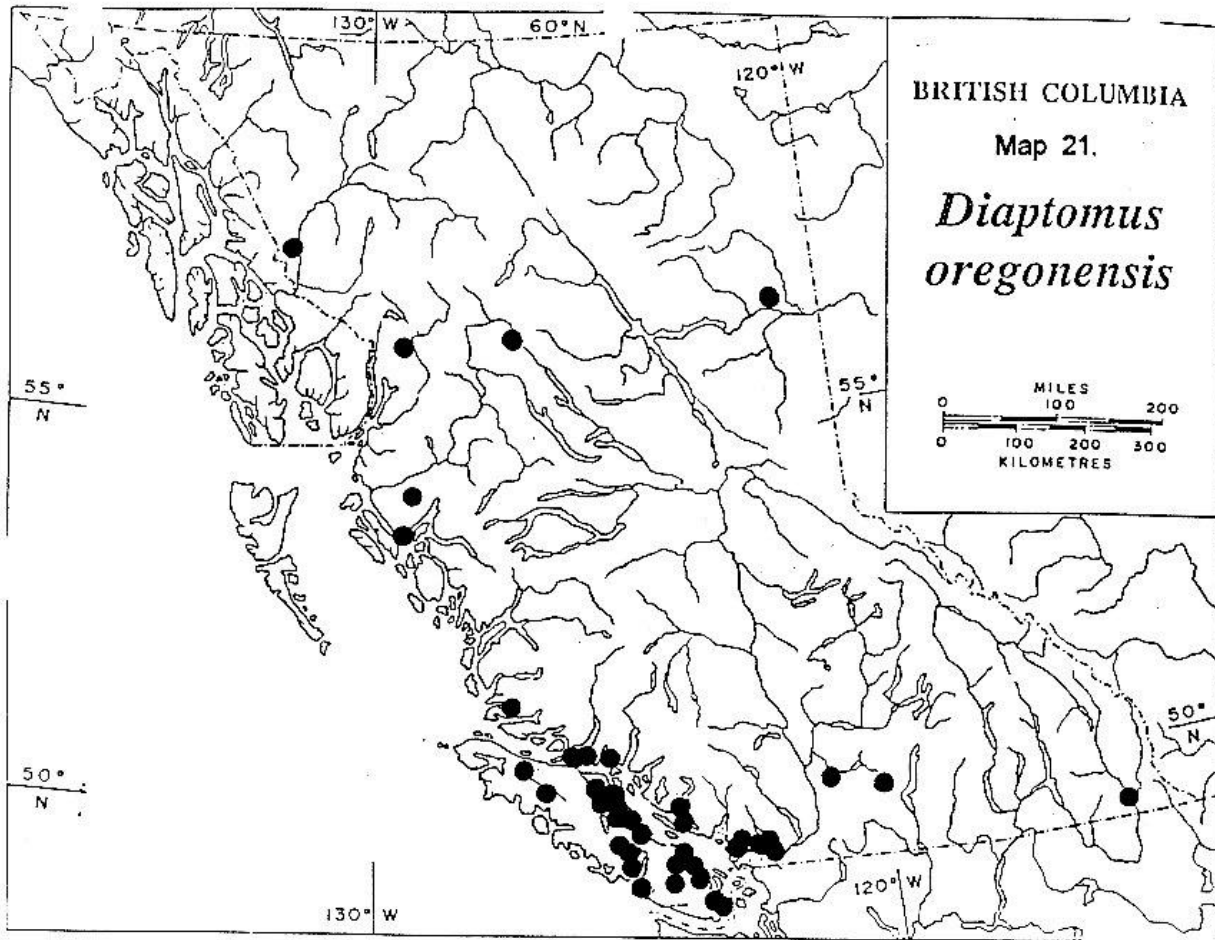 130° W
60° N
120° W
BRITISH COLUMBIA
Map 21.
Diaptomus
oregonensis
MILES
0 100 200
0 100 200 300
KILOMETRES
55°
N
55°
N
50°
N
50°
N
130° W
120° W